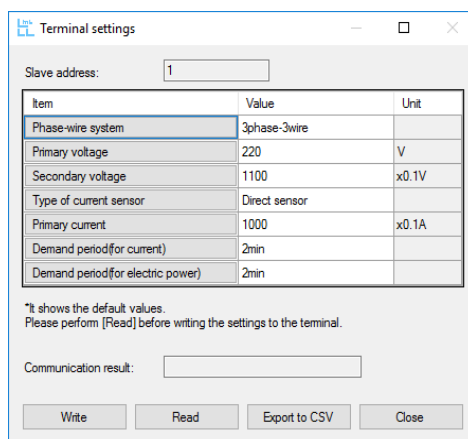 Terminal settings
Slave address: 1
Item Value Unit
Phase-wire system 3phase-3wire
Primary voltage 220 V
Secondary voltage 1100 x0.1V
Type of current sensor Direct sensor
Primary current 1000 x0.1A
Demand period(for current) 2min
Demand period(for electric power) 2min
*It shows the default values.
Please perform [Read] before writing the settings to the terminal.
Communication result:
Write Read Export to CSV Close